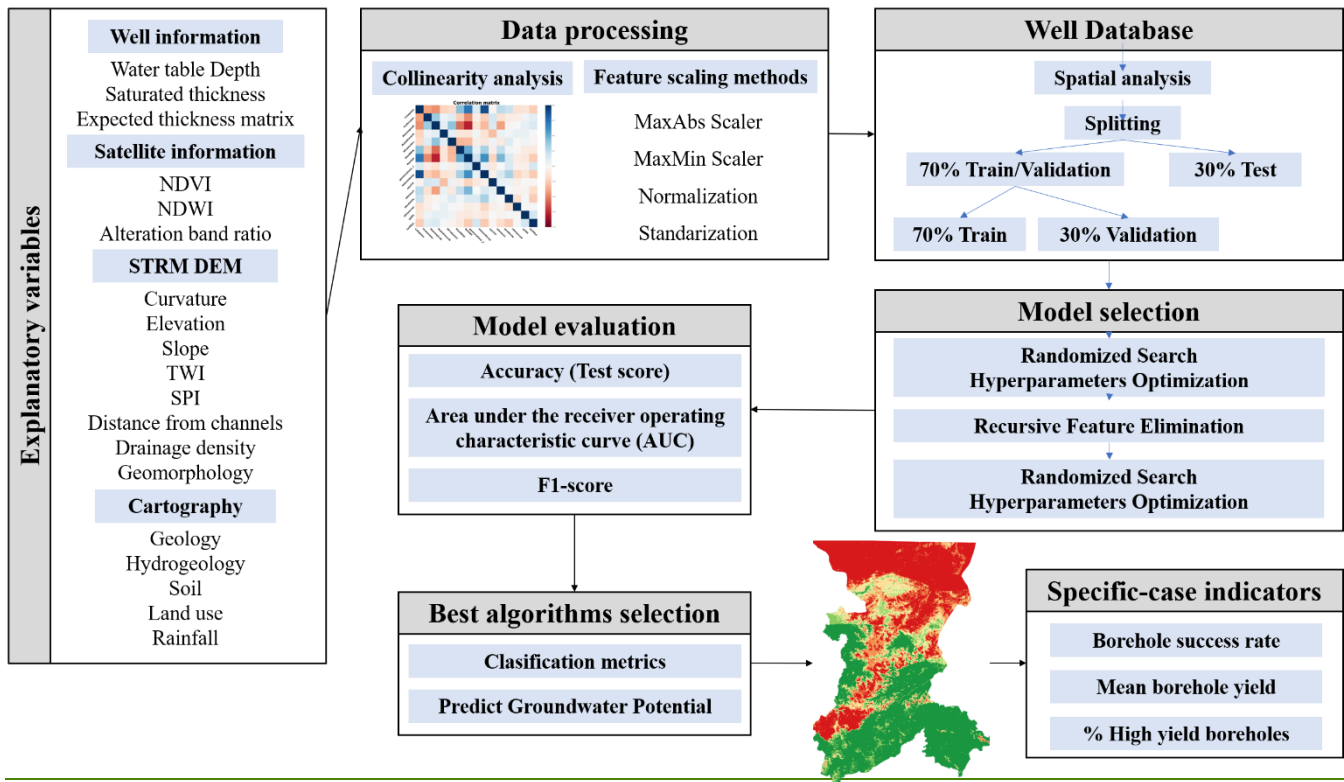 Explanatory variables
Well information
Water table Depth
Saturated thickness
Expected thickness matrix
Satellite information
NDVI
NDWI
Alteration band ratio
STRM DEM
Curvature
Elevation
Slope
TWI
SPI
Distance from channels
Drainage density
Geomorphology
Cartography
Geology
Hydrogeology
Soil
Land use
Rainfall
Data processing
Collinearity analysis
Correlation matrix
Feature scaling methods
MaxAbs Scaler
MaxMin Scaler
Normalization
Standarization
Well Database
Spatial analysis
Splitting
70% Train/Validation
30% Test
70% Train
30% Validation
Model selection
Randomized Search
Hyperparameters Optimization
Recursive Feature Elimination
Randomized Search
Hyperparameters Optimization
Model evaluation
Accuracy (Test score)
Area under the receiver operating
characteristic curve (AUC)
F1-score
Best algorithms selection
Clasification metrics
Predict Groundwater Potential
Specific-case indicators
Borehole success rate
Mean borehole yield
% High yield boreholes